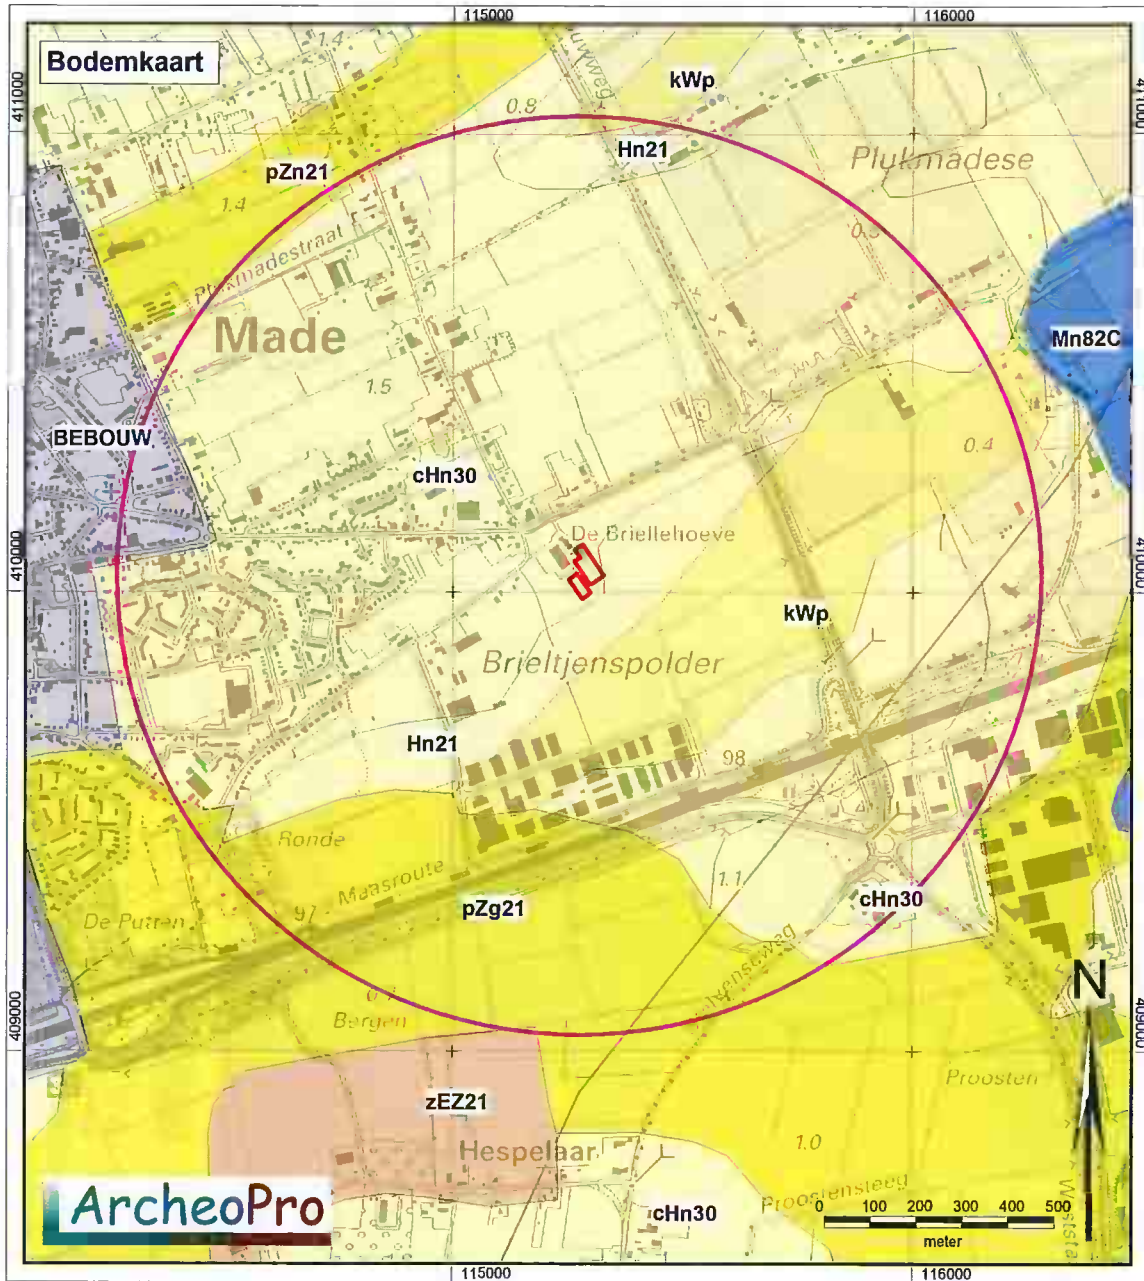 115000
116000
Bodemkaart
1.4
kWp
411000
411000
0.8
Hn21
Plukmadese
pZn21
1.4
0.5
Plukmadestraat
Made
Mn82C
1.5
BEBOUW
0.4
cHn30
De Briellehoeve
410000
410000
kWp
Brieltjenspolder
Hn21
98
Ronde
Maasroute
1.1
cHn30
pZg21
De Putten
97
N
409000
409000
Bergen
Proosten
zEZ21
1.0
Hespelaar
Proostensteeg
ArcheoPro
cHn30
0 100 200 300 400 500
meter
115000
116000